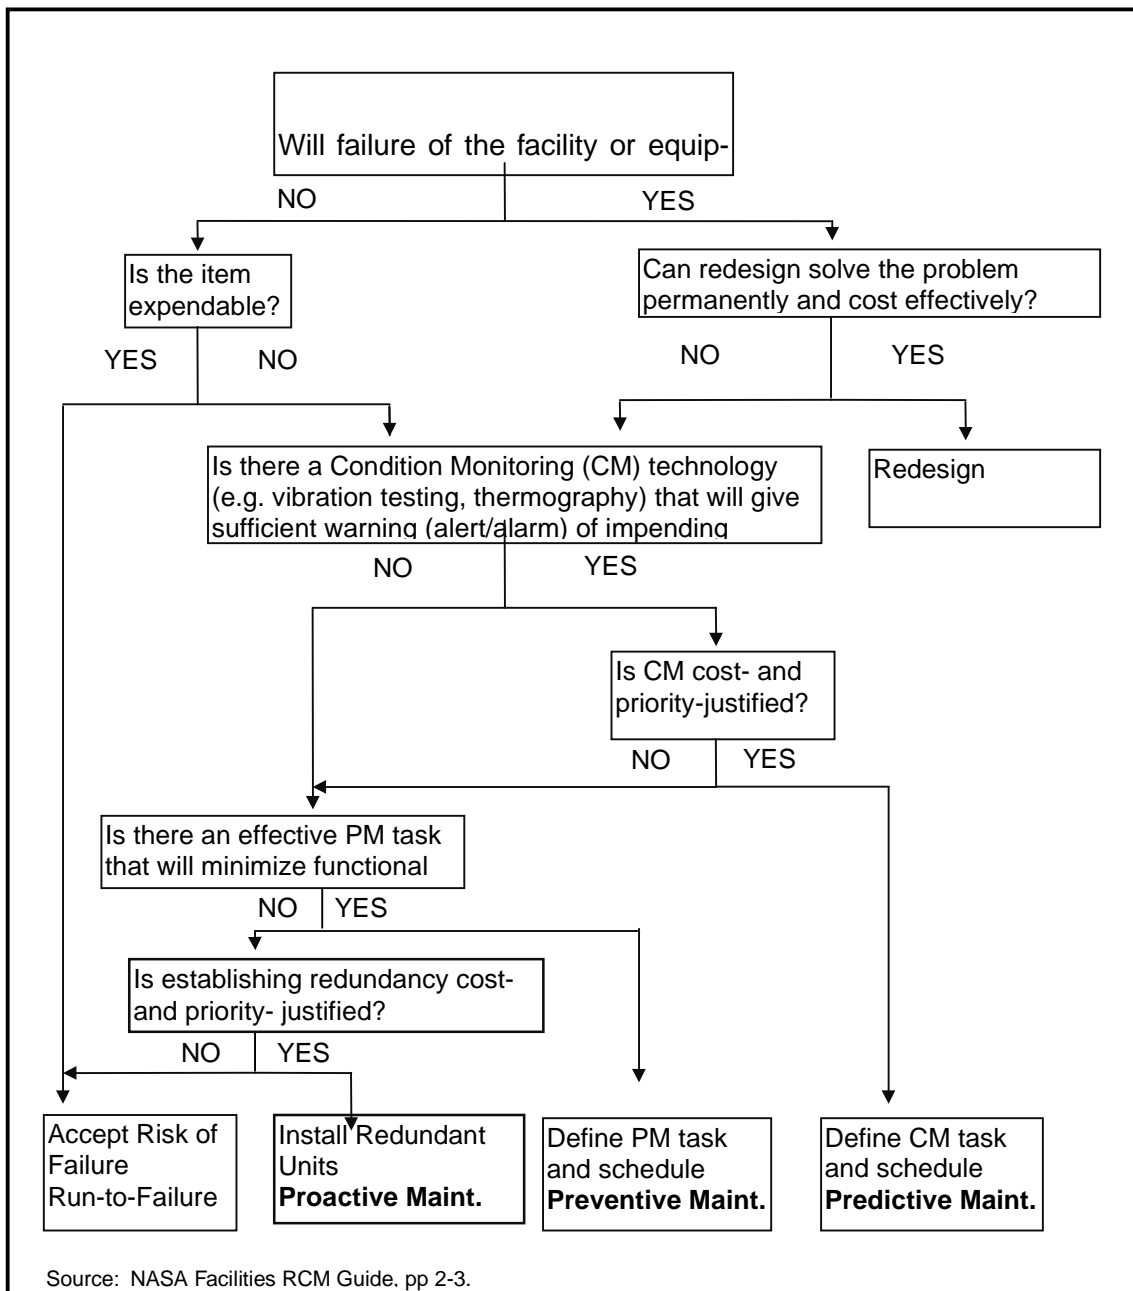 Will failure of the facility or equip-
NO
YES
Is the item
expendable?
Can redesign solve the problem
permanently and cost effectively?
YES
NO
NO
YES
Is there a Condition Monitoring (CM) technology
(e.g. vibration testing, thermography) that will give
sufficient warning (alert/alarm) of impending
Redesign
NO
YES
Is CM cost- and
priority-justified?
NO
YES
Is there an effective PM task
that will minimize functional
NO
YES
Is establishing redundancy cost-
and priority- justified?
NO
YES
Accept Risk of
Failure
Run-to-Failure
Install Redundant
Units
Proactive Maint.
Define PM task
and schedule
Preventive Maint.
Define CM task
and schedule
Predictive Maint.
Source: NASA Facilities RCM Guide, pp 2-3.